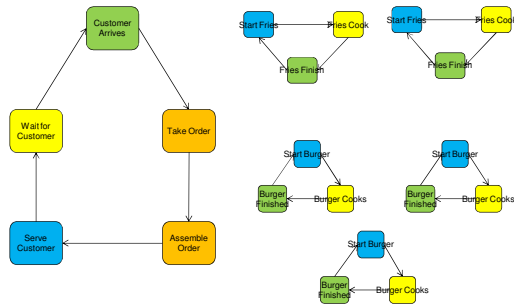 Customer
Arrives
Wait for
Customer
Take Order
Serve
Customer
Assemble
Order
Start Fries
Fries Cook
Fries Finish
Start Fries
Fries Cook
Fries Finish
Start Burger
Burger
Finished
Burger Cooks
Start Burger
Burger
Finished
Burger Cooks
Start Burger
Burger
Finished
Burger Cooks